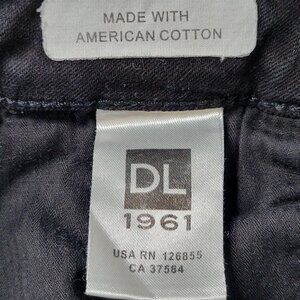 MADE WITH
AMERICAN COTTON
DL
1961
USA RN 126855
CA 37584